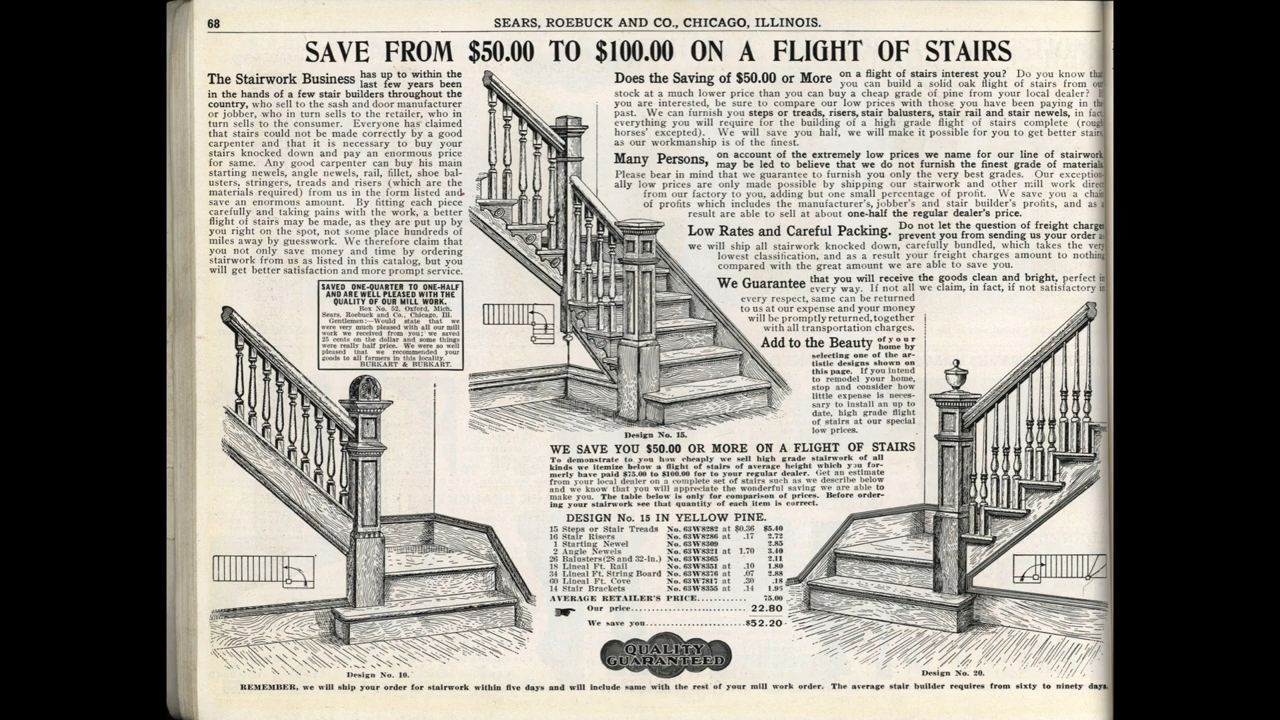 68
SEARS, ROEBUCK AND CO., CHICAGO, ILLINOIS.
SAVE FROM $50.00 TO $100.00 ON A FLIGHT OF STAIRS
The Stairwork Business has up to within the
last few years been
in the hands of a few stair builders throughout the
country, who sell to the sash and door manufacturer
or jobber, who in turn sells to the retailer, who in
turn sells to the consumer. Everyone has claimed
that stairs could not be made correctly by a good
carpenter and that it is necessary to buy your
stairs knocked down and pay an enormous price
for same. Any good carpenter can buy his main
starting newels, angle newels, rail, fillet, shoe bal-
usters, stringers, treads and risers (which are the
materials required) from us in the form listed and
save an enormous amount. By fitting each piece
carefully and taking pains with the work, a better
flight of stairs may be made, as they are put up by
you right on the spot, not some place hundreds of
miles away by guesswork. We therefore claim that
you not only save money and time by ordering
stairwork from us as listed in this catalog, but you
will get better satisfaction and more prompt service.
SAVED ONE-QUARTER TO ONE-HALF
AND ARE WELL PLEASED WITH THE
QUALITY OF OUR MILL WORK.
Box No. 52, Oxford, Mich.
Sears, Roebuck and Co., Chicago, Ill.
Gentlemen:—Would state that we
were very much pleased with all our mill
work we received from you; we saved
25 cents on the dollar and some things
were really half price. We were so well
pleased that we recommended your
goods to all farmers in this locality.
BURKART & BURKART.
Does the Saving of $50.00 or More on a flight of stairs interest you? Do you know that
you can build a solid oak flight of stairs from our
stock at a much lower price than you can buy a cheap grade of pine from your local dealer? If
you are interested, be sure to compare our low prices with those you have been paying in the
past. We can furnish you steps or treads, risers, stair balusters, stair rail and stair newels, in fact
everything you will require for the building of a high grade flight of stairs complete (rough
horses' excepted). We will save you half, we will make it possible for you to get better stairs
as our workmanship is of the finest.
Many Persons, on account of the extremely low prices we name for our line of stairwork
may be led to believe that we do not furnish the finest grade of materials
Please bear in mind that we guarantee to furnish you only the very best grades. Our exception-
ally low prices are only made possible by shipping our stairwork and other mill work direct
from our factory to you, adding but one small percentage of profit. We save you a chain
of profits which includes the manufacturer's, jobber's and stair builder's profits, and as a
result are able to sell at about one-half the regular dealer's price.
Low Rates and Careful Packing. Do not let the question of freight charges
prevent you from sending us your order as
we will ship all stairwork knocked down, carefully bundled, which takes the very
lowest classification, and as a result your freight charges amount to nothing
compared with the great amount we are able to save you.
We Guarantee that you will receive the goods clean and bright, perfect in
every way. If not all we claim, in fact, if not satisfactory in
every respect, same can be returned
to us at our expense and your money
will be promptly returned, together
with all transportation charges.
Add to the Beauty of your
home by
selecting one of the ar-
tistic designs shown on
this page. If you intend
to remodel your home,
stop and consider how
little expense is neces-
sary to install an up to
date, high grade flight
of stairs at our special
low prices.
Design No. 15.
WE SAVE YOU $50.00 OR MORE ON A FLIGHT OF STAIRS
To demonstrate to you how cheaply we sell high grade stairwork of all
kinds we itemize below a flight of stairs of average height which you for-
merly have paid $75.00 to $100.00 for to your regular dealer. Get an estimate
from your local dealer on a complete set of stairs such as we describe below
and we know that you will appreciate the wonderful saving we are able to
make you. The table below is only for comparison of prices. Before order-
ing your stairwork see that quantity of each item is correct.
DESIGN No. 15 IN YELLOW PINE.
15 Steps or Stair Treads No. 63W8282 at $0.36 $5.40
16 Stair Risers No. 63W8286 at .17 2.72
1 Starting Newel No. 63W8309 2.85
2 Angle Newels No. 63W8321 at 1.70 3.40
26 Balusters (28 and 32-in.) No. 63W8365 2.11
18 Lineal Ft. Rail No. 63W8351 at .10 1.80
34 Lineal Ft. String Board No. 63W8376 at .07 2.88
60 Lineal Ft. Cove No. 63W7817 at .30 .18
14 Stair Brackets No. 63W8355 at .14 1.95
AVERAGE RETAILER'S PRICE........... 75.00
Our price........................... 22.80
We save you........................$52.20
QUALITY
GUARANTEED
Design No. 10.
Design No. 20.
REMEMBER, we will ship your order for stairwork within five days and will include same with the rest of your mill work order. The average stair builder requires from sixty to ninety days.